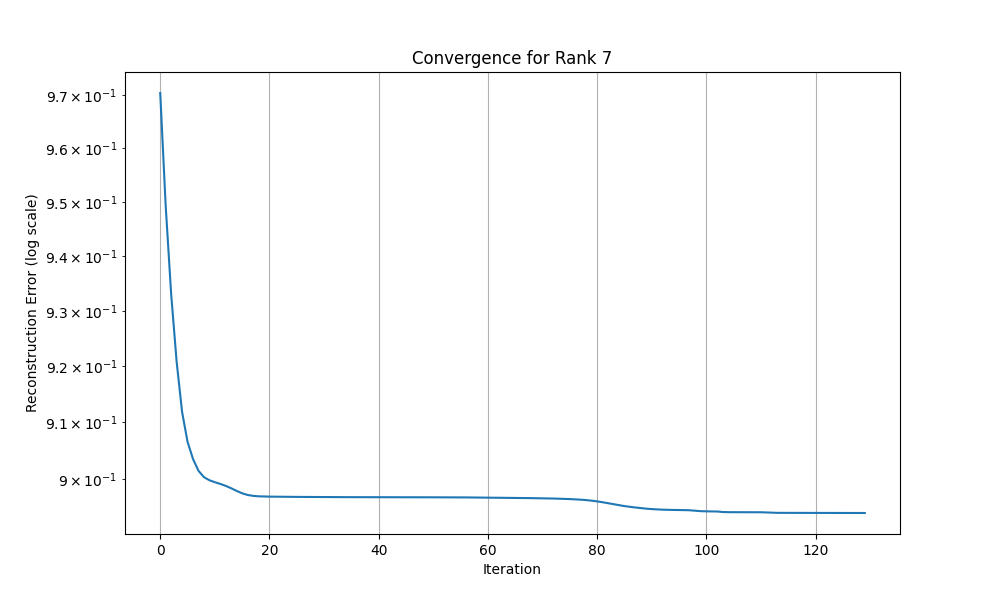 Convergence for Rank 7
Reconstruction Error (log scale)
9.7 × 10⁻¹
9.6 × 10⁻¹
9.5 × 10⁻¹
9.4 × 10⁻¹
9.3 × 10⁻¹
9.2 × 10⁻¹
9.1 × 10⁻¹
9 × 10⁻¹
0 20 40 60 80 100 120
Iteration